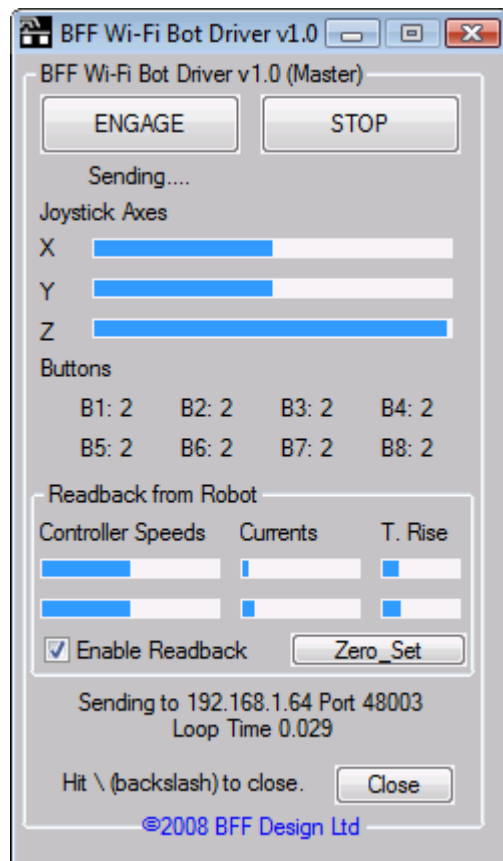 BFF Wi-Fi Bot Driver v1.0
BFF Wi-Fi Bot Driver v1.0 (Master)
ENGAGE STOP
Sending....
Joystick Axes
X
Y
Z
Buttons
B1: 2 B2: 2 B3: 2 B4: 2
B5: 2 B6: 2 B7: 2 B8: 2
Readback from Robot
Controller Speeds Currents T. Rise
Enable Readback Zero_Set
Sending to 192.168.1.64 Port 48003
Loop Time 0.029
Hit \ (backslash) to close. Close
©2008 BFF Design Ltd